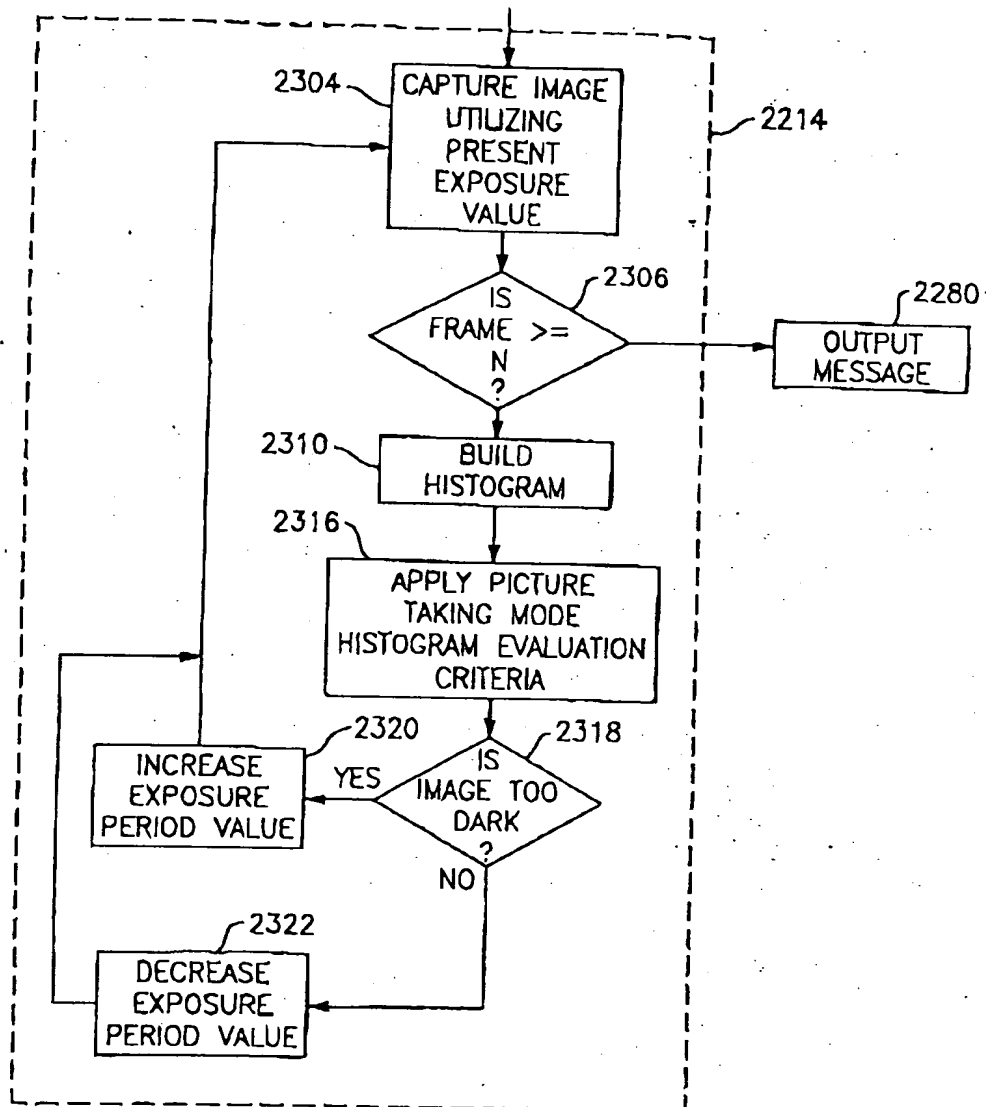 2304
CAPTURE IMAGE
UTILIZING
PRESENT
EXPOSURE
VALUE
2214
2306
IS
FRAME >=
N
?
2280
OUTPUT
MESSAGE
2310
BUILD
HISTOGRAM
2316
APPLY PICTURE
TAKING MODE
HISTOGRAM EVALUATION
CRITERIA
2318
IS
IMAGE TOO
DARK
?
YES
NO
2320
INCREASE
EXPOSURE
PERIOD VALUE
2322
DECREASE
EXPOSURE
PERIOD VALUE